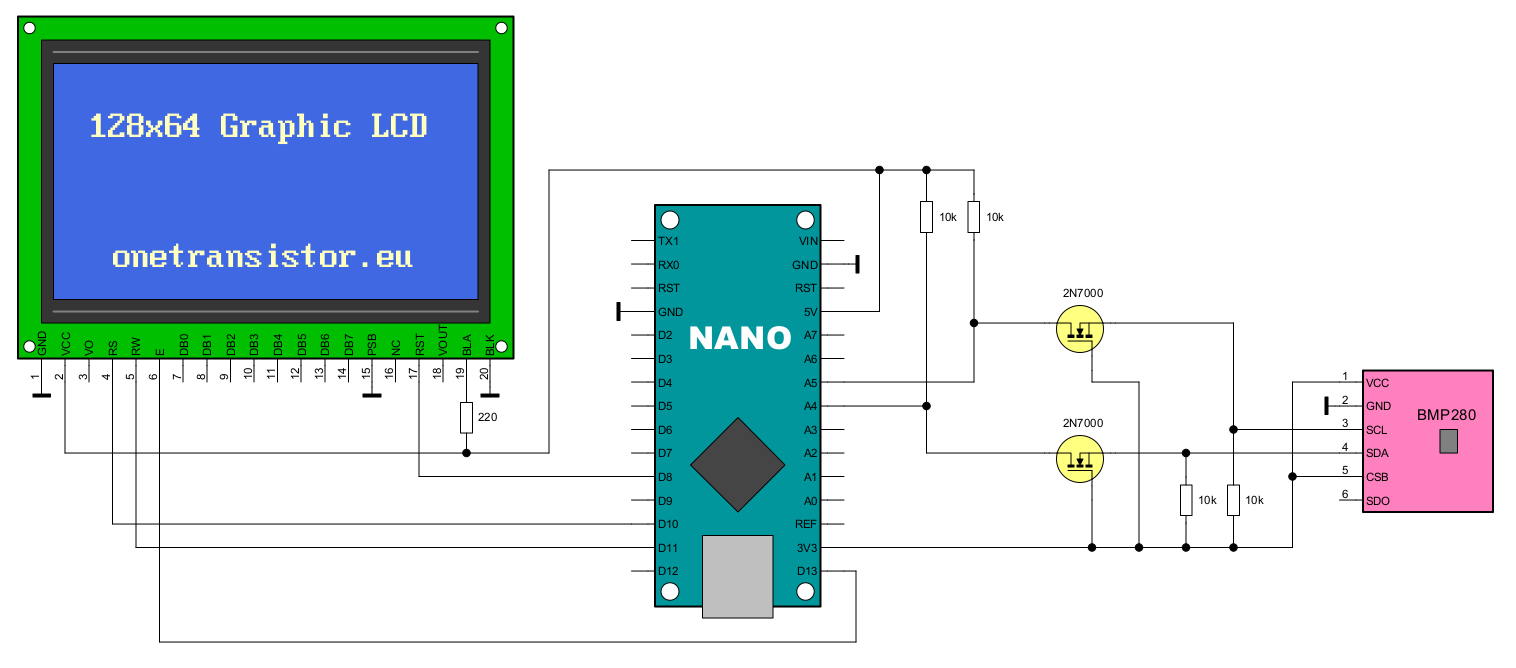 128x64 Graphic LCD
onetransistor.eu
GND VCC VO RS RW E DB0 DB1 DB2 DB3 DB4 DB5 DB6 DB7 PSB NC RST VOUT BLA BLK
1 2 3 4 5 6 7 8 9 10 11 12 13 14 15 16 17 18 19 20
220
NANO
TX1
RX0
RST
GND
D2
D3
D4
D5
D6
D7
D8
D9
D10
D11
D12
VIN
GND
RST
5V
A7
A6
A5
A4
A3
A2
A1
A0
REF
3V3
D13
10k 10k
2N7000
2N7000
10k 10k
BMP280
1 VCC
2 GND
3 SCL
4 SDA
5 CSB
6 SDO